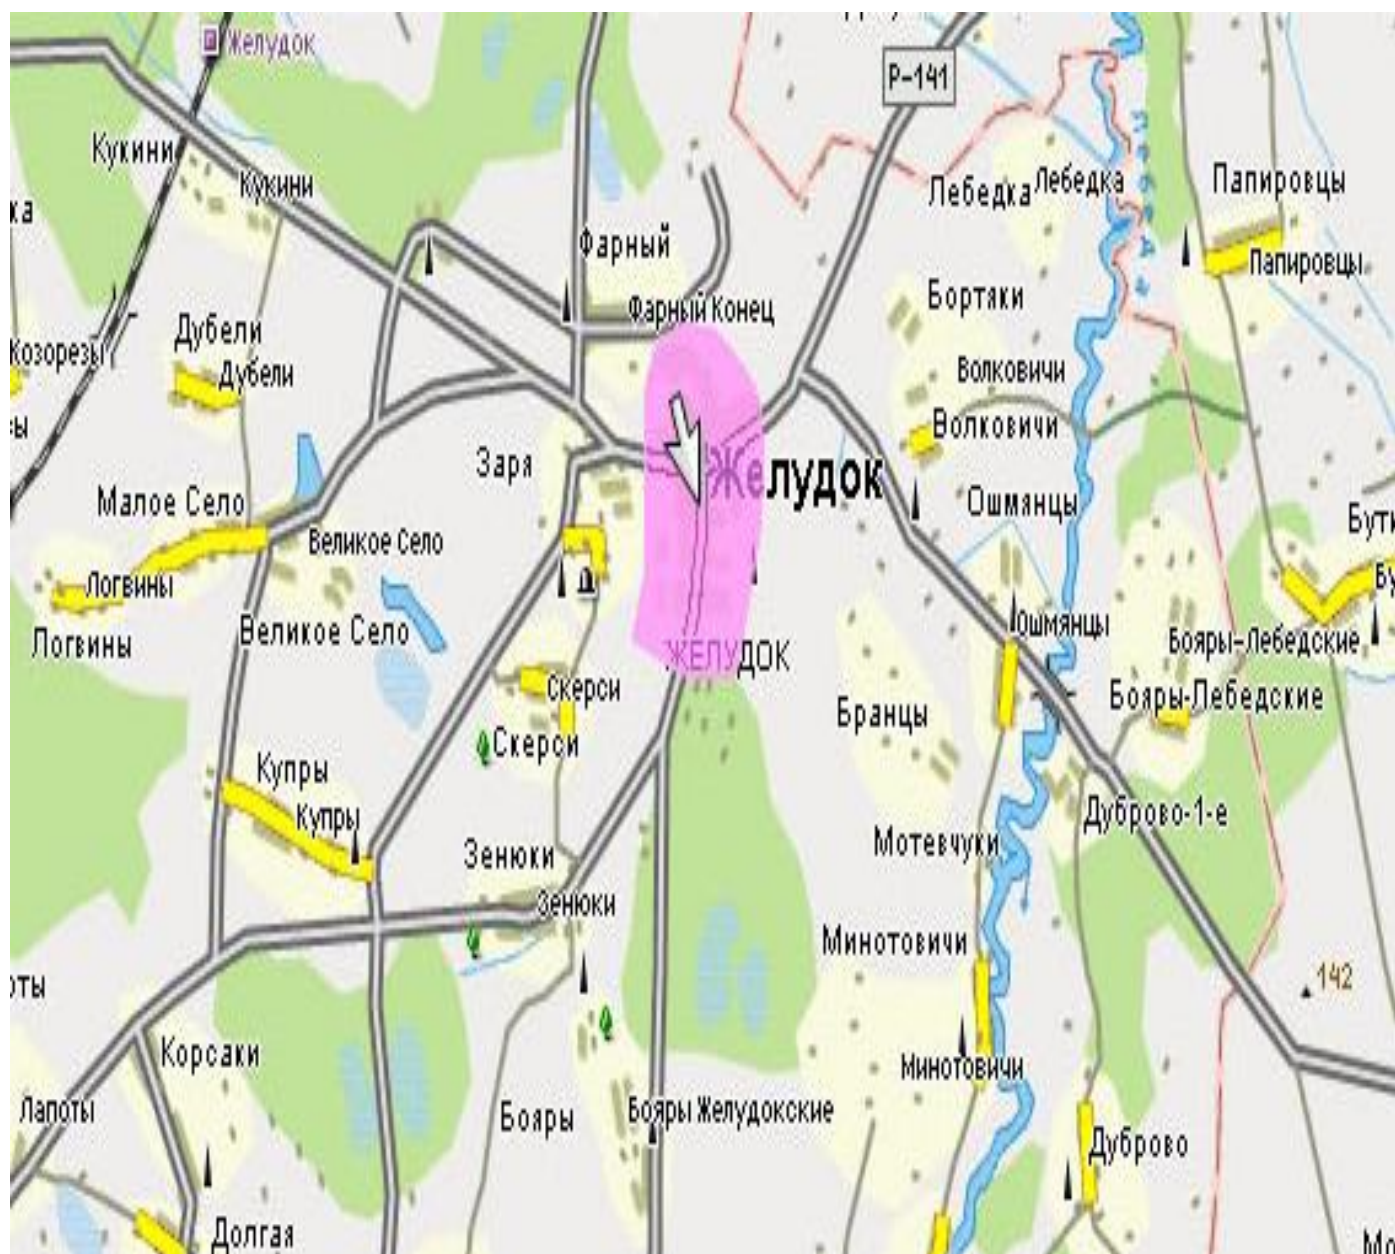 Желудок
Р-141
Кукини
Кукини
Лебедка
Лебедка
Папировцы
Папировцы
Фарный
Фарный Конец
Бортяки
Дубели
Дубели
Козорезы
Волковичи
Волковичи
Заря
Желудок
Малое Село
Великое Село
Ошмянцы
Логвины
Логвины
Великое Село
Ошмянцы
Бояры-Лебедские
ЖЕЛУДОК
Скерси
Бояры-Лебедские
Бранцы
Скерси
Купры
Купры
Дуброво-1-е
Мотевчуки
Зенюки
Зенюки
Минотовичи
142
Корсаки
Минотовичи
Лапоты
Бояры
Бояры Желудокские
Дуброво
Долгая